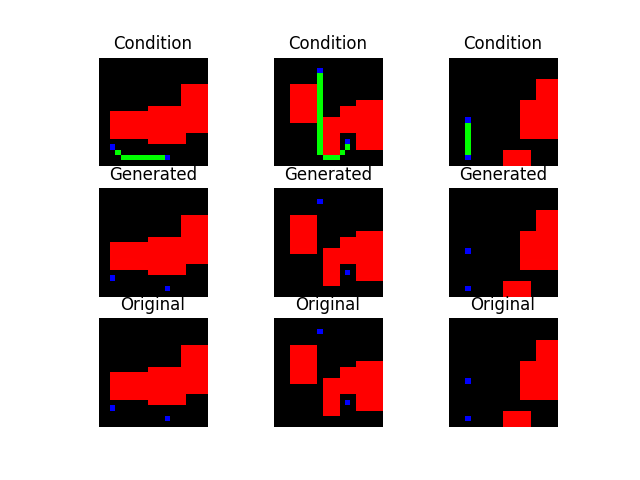 Condition Condition Condition
Generated Generated Generated
Original Original Original